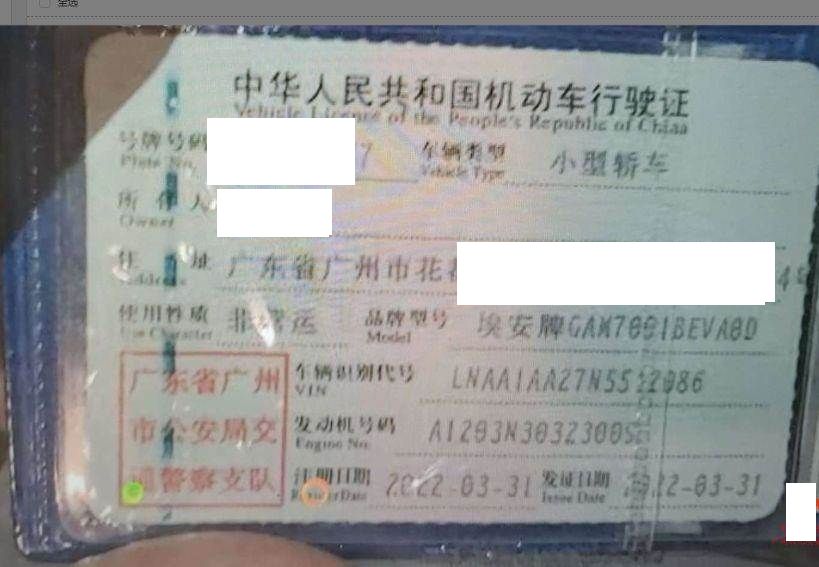 中华人民共和国机动车行驶证
Vehicle License of the People's Republic of China
号牌号码 7 车辆类型 小型轿车
Plate No. Vehicle Type
所有人
Owner
住址 广东省广州市花
Address
使用性质 非营运 品牌型号 埃安牌GAM7001BEVA0D
Use Character Model
广东省广州 车辆识别代号
VIN
市公安局交 发动机号码
Engine No.
通警察支队 注册日期 2022-03-31 发证日期 2022-03-31
Register Date Issue Date